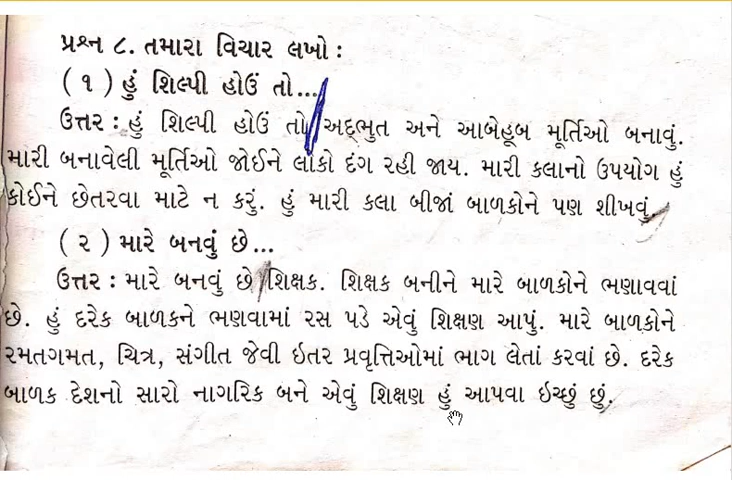 પ્રશ્ન ૮. તમારા વિચાર લખો :
( ૧ ) હું શિલ્પી હોઉં તો...
ઉત્તર : હું શિલ્પી હોઉં તો અદ્ભુત અને આબેહૂબ મૂર્તિઓ બનાવું.
મારી બનાવેલી મૂર્તિઓ જોઈને લોકો દંગ રહી જાય. મારી કલાનો ઉપયોગ હું
કોઈને છેતરવા માટે ન કરું. હું મારી કલા બીજાં બાળકોને પણ શીખવું.
( ૨ ) મારે બનવું છે...
ઉત્તર : મારે બનવું છે શિક્ષક. શિક્ષક બનીને મારે બાળકોને ભણાવવાં
છે. હું દરેક બાળકને ભણવામાં રસ પડે એવું શિક્ષણ આપું. મારે બાળકોને
રમતગમત, ચિત્ર, સંગીત જેવી ઇતર પ્રવૃત્તિઓમાં ભાગ લેતાં કરવાં છે. દરેક
બાળક દેશનો સારો નાગરિક બને એવું શિક્ષણ હું આપવા ઇચ્છું છું.